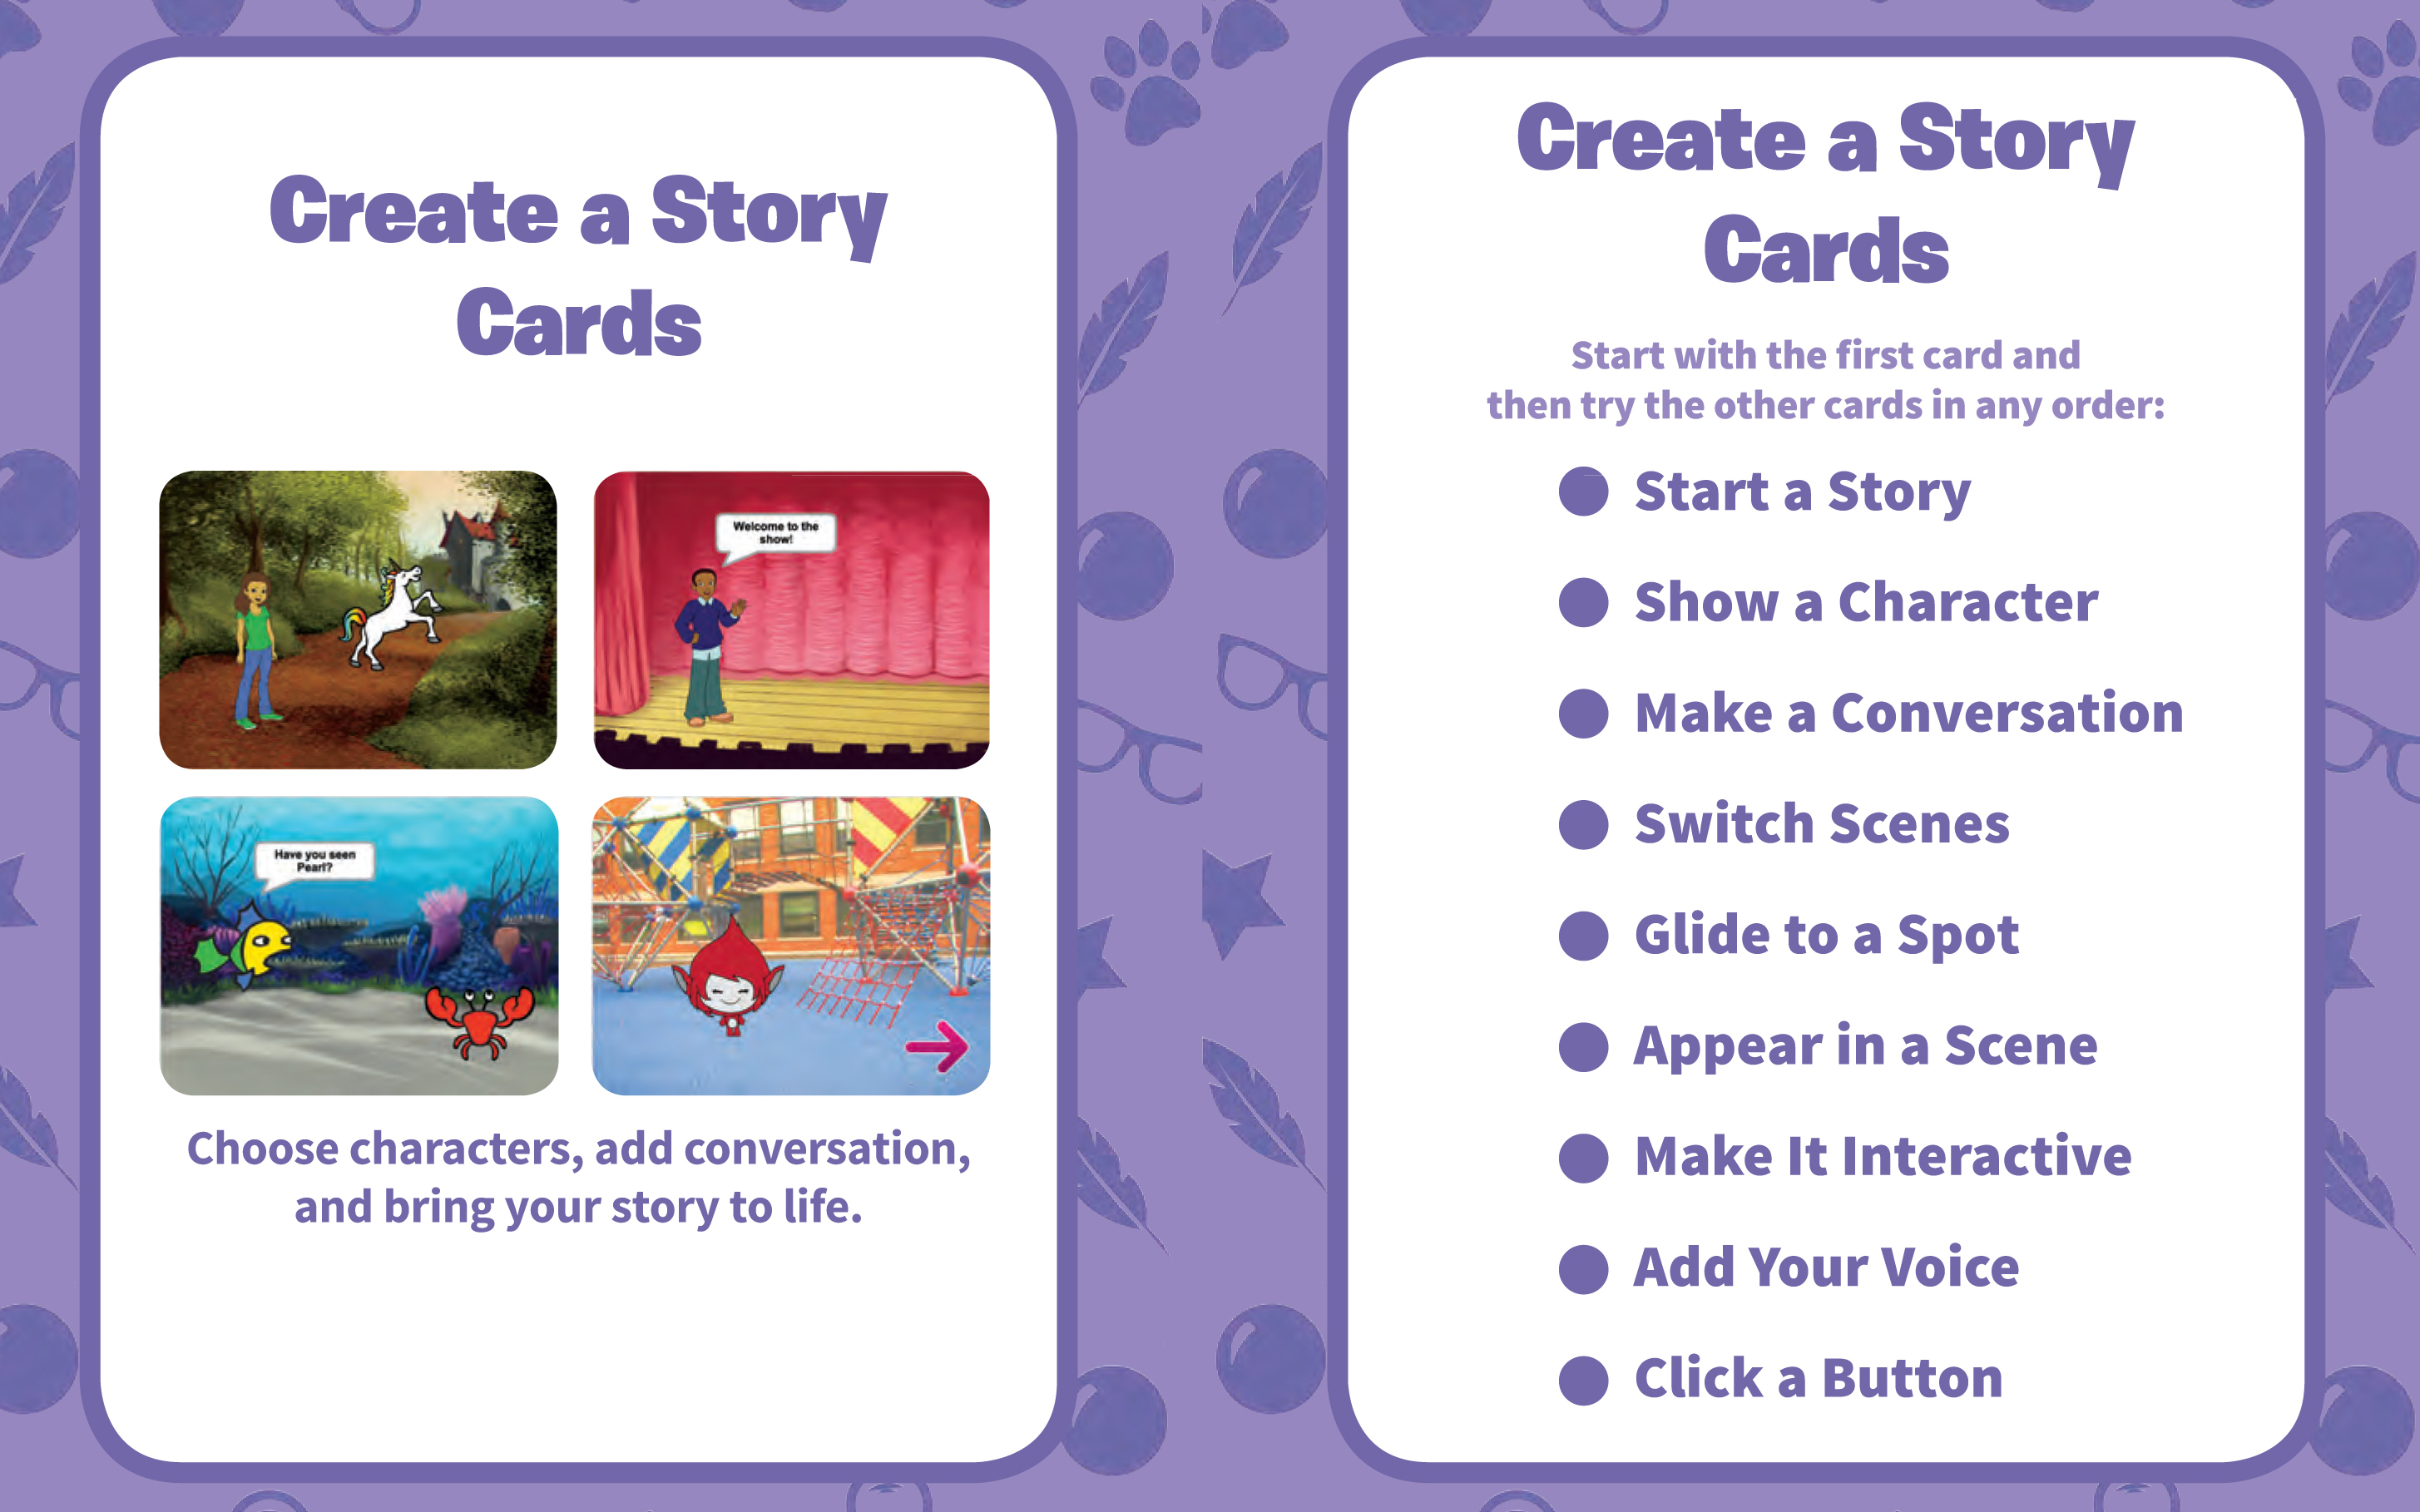 Create a Story
Cards
Welcome to the
show!
Have you seen
Pearl?
Choose characters, add conversation,
and bring your story to life.
Create a Story
Cards
Start with the first card and
then try the other cards in any order:
Start a Story
Show a Character
Make a Conversation
Switch Scenes
Glide to a Spot
Appear in a Scene
Make It Interactive
Add Your Voice
Click a Button